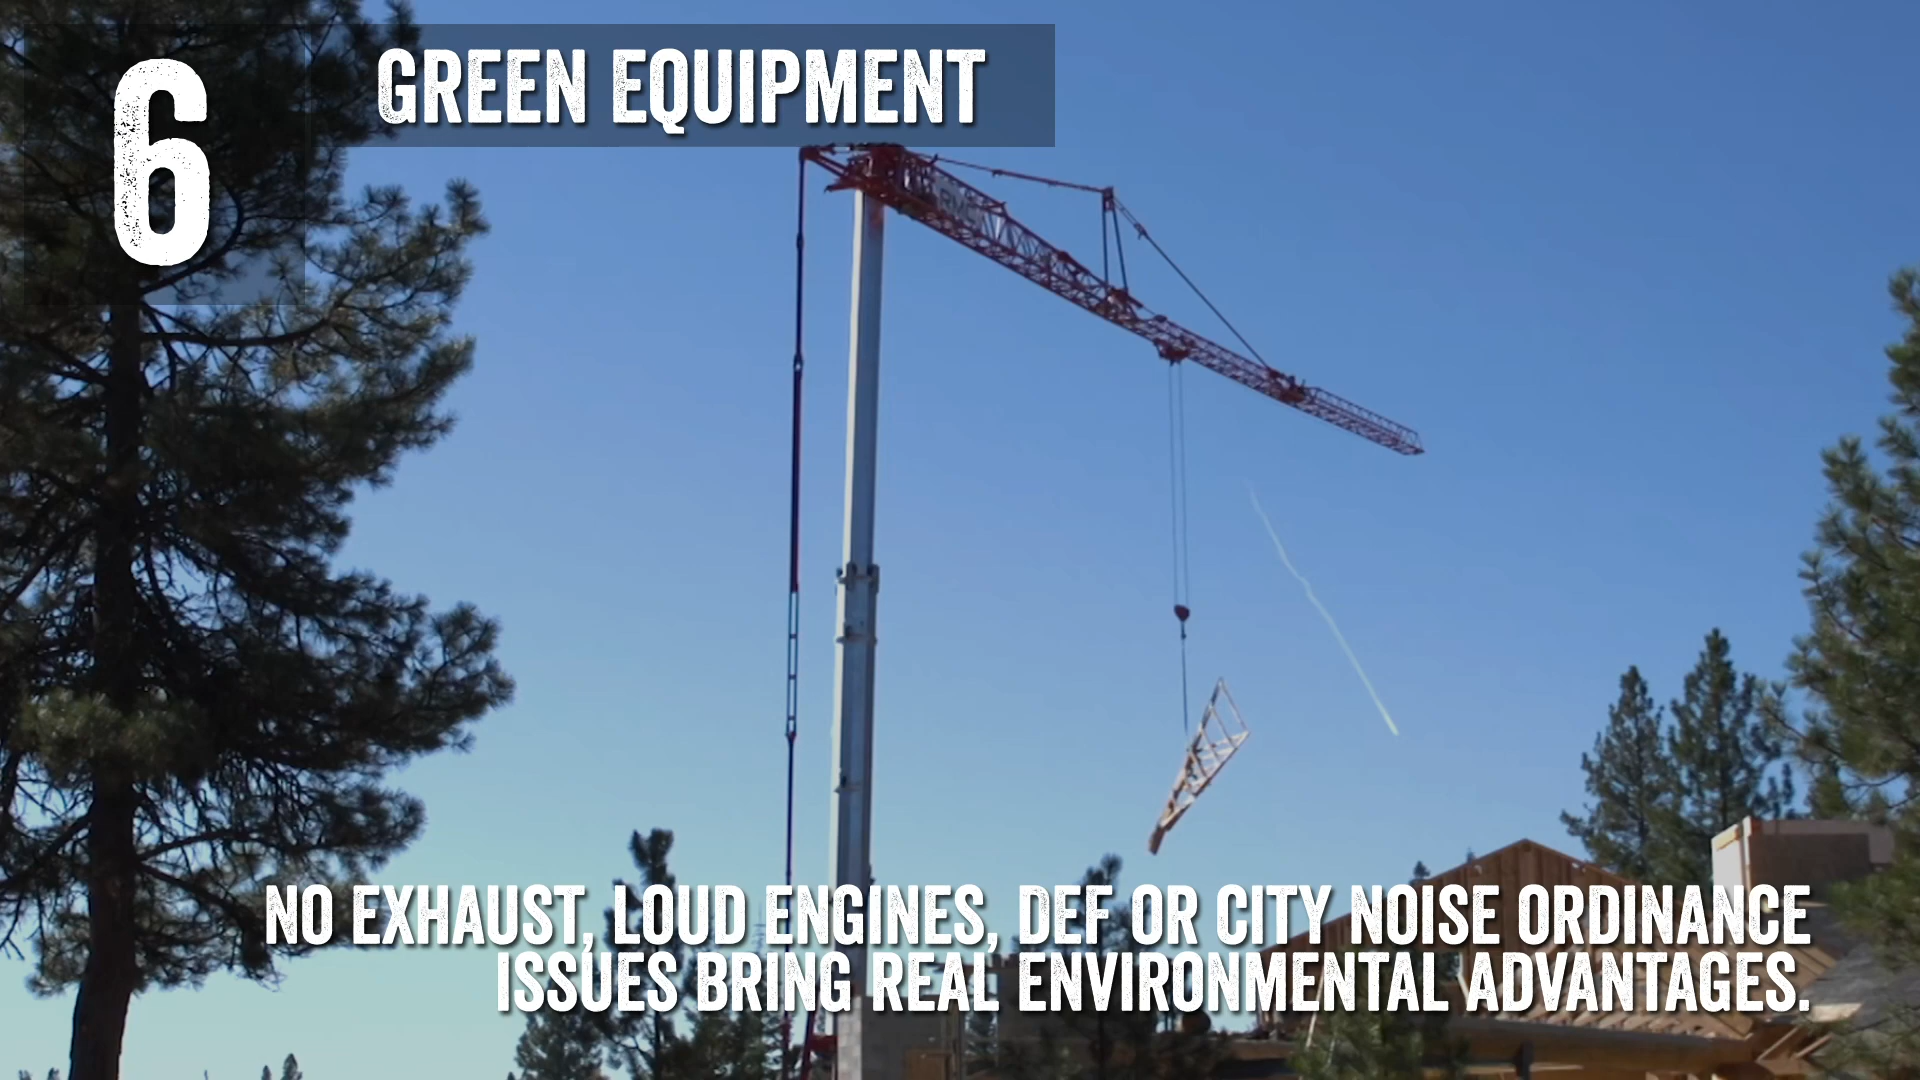 6
GREEN EQUIPMENT
NO EXHAUST, LOUD ENGINES, DEF OR CITY NOISE ORDINANCE
ISSUES BRING REAL ENVIRONMENTAL ADVANTAGES.